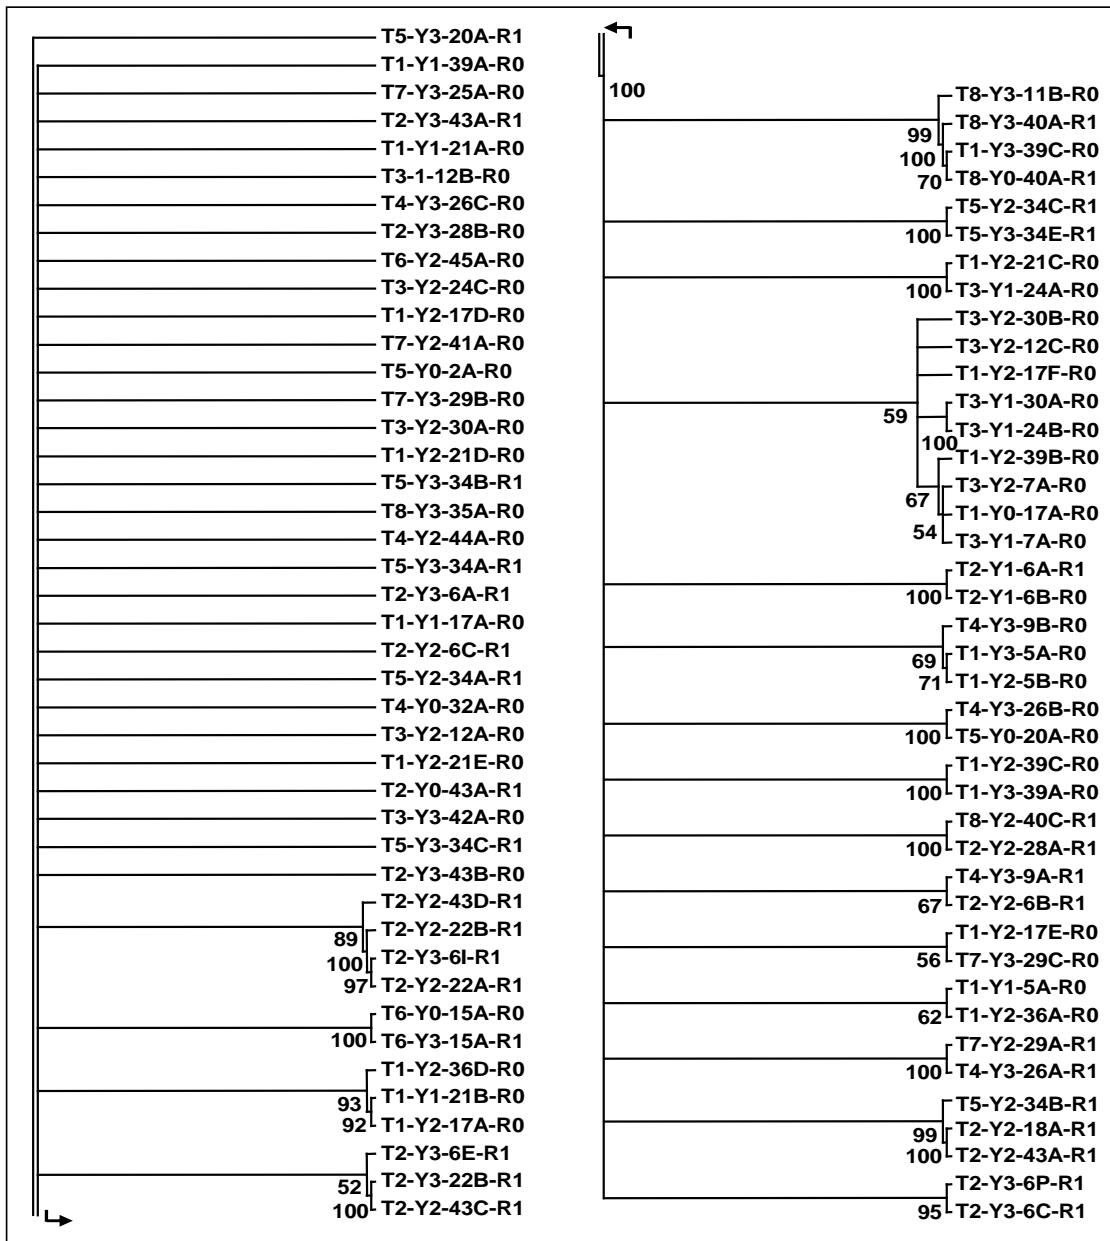 T5-Y3-20A-R1
T1-Y1-39A-R0
T7-Y3-25A-R0
T2-Y3-43A-R1
T1-Y1-21A-R0
T3-1-12B-R0
T4-Y3-26C-R0
T2-Y3-28B-R0
T6-Y2-45A-R0
T3-Y2-24C-R0
T1-Y2-17D-R0
T7-Y2-41A-R0
T5-Y0-2A-R0
T7-Y3-29B-R0
T3-Y2-30A-R0
T1-Y2-21D-R0
T5-Y3-34B-R1
T8-Y3-35A-R0
T4-Y2-44A-R0
T5-Y3-34A-R1
T2-Y3-6A-R1
T1-Y1-17A-R0
T2-Y2-6C-R1
T5-Y2-34A-R1
T4-Y0-32A-R0
T3-Y2-12A-R0
T1-Y2-21E-R0
T2-Y0-43A-R1
T3-Y3-42A-R0
T5-Y3-34C-R1
T2-Y3-43B-R0
T2-Y2-43D-R1
T2-Y2-22B-R1
89
T2-Y3-6I-R1
100
T2-Y2-22A-R1
97
T6-Y0-15A-R0
T6-Y3-15A-R1
100
T1-Y2-36D-R0
T1-Y1-21B-R0
93
T1-Y2-17A-R0
92
T2-Y3-6E-R1
T2-Y3-22B-R1
52
T2-Y2-43C-R1
100
100
T8-Y3-11B-R0
T8-Y3-40A-R1
99
T1-Y3-39C-R0
100
T8-Y0-40A-R1
70
T5-Y2-34C-R1
T5-Y3-34E-R1
100
T1-Y2-21C-R0
T3-Y1-24A-R0
100
T3-Y2-30B-R0
T3-Y2-12C-R0
T1-Y2-17F-R0
T3-Y1-30A-R0
59
T3-Y1-24B-R0
100
T1-Y2-39B-R0
T3-Y2-7A-R0
67
T1-Y0-17A-R0
54
T3-Y1-7A-R0
T2-Y1-6A-R1
T2-Y1-6B-R0
100
T4-Y3-9B-R0
T1-Y3-5A-R0
69
T1-Y2-5B-R0
71
T4-Y3-26B-R0
T5-Y0-20A-R0
100
T1-Y2-39C-R0
T1-Y3-39A-R0
100
T8-Y2-40C-R1
T2-Y2-28A-R1
100
T4-Y3-9A-R1
T2-Y2-6B-R1
67
T1-Y2-17E-R0
T7-Y3-29C-R0
56
T1-Y1-5A-R0
T1-Y2-36A-R0
62
T7-Y2-29A-R1
T4-Y3-26A-R1
100
T5-Y2-34B-R1
T2-Y2-18A-R1
99
T2-Y2-43A-R1
100
T2-Y3-6P-R1
T2-Y3-6C-R1
95